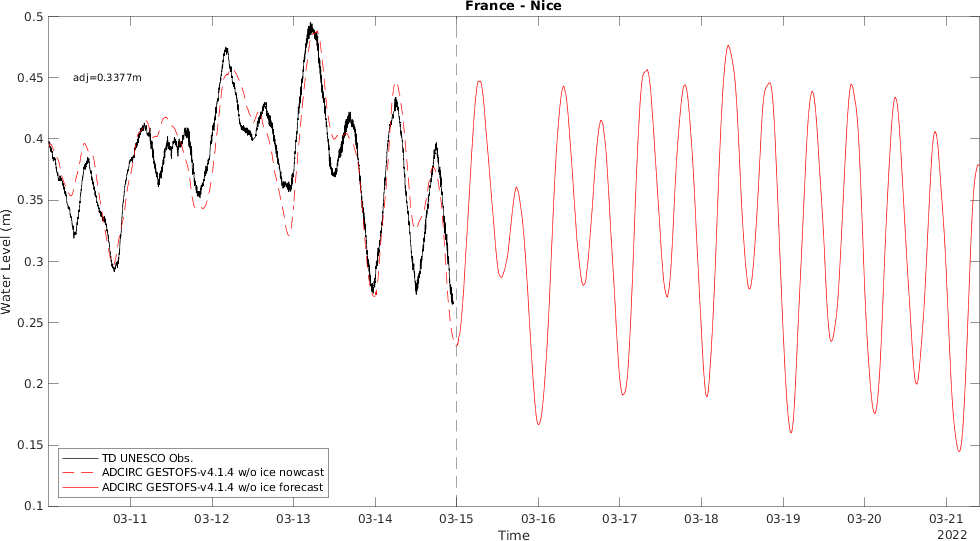 France - Nice
0.5
0.45
0.4
0.35
0.3
0.25
0.2
0.15
0.1
Water Level (m)
adj=0.3377m
TD UNESCO Obs.
ADCIRC GESTOFS-v4.1.4 w/o ice nowcast
ADCIRC GESTOFS-v4.1.4 w/o ice forecast
03-11 03-12 03-13 03-14 03-15 03-16 03-17 03-18 03-19 03-20 03-21
Time
2022